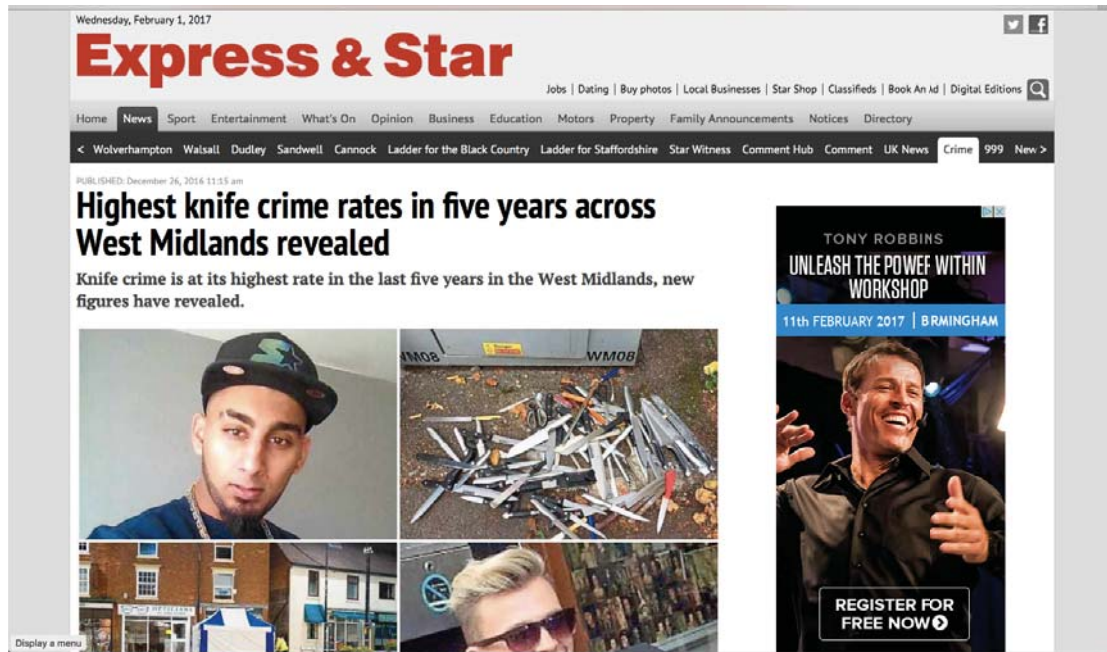 Wednesday, February 1, 2017
Express & Star
Jobs | Dating | Buy photos | Local Businesses | Star Shop | Classifieds | Book An Ad | Digital Editions
Home News Sport Entertainment What's On Opinion Business Education Motors Property Family Announcements Notices Directory
< Wolverhampton Walsall Dudley Sandwell Cannock Ladder for the Black Country Ladder for Staffordshire Star Witness Comment Hub Comment UK News Crime 999 New >
PUBLISHED: December 26, 2016 11:15 am
Highest knife crime rates in five years across
West Midlands revealed
Knife crime is at its highest rate in the last five years in the West Midlands, new
figures have revealed.
WM08
WM08
OPTICIANS
TONY ROBBINS
UNLEASH THE POWER WITHIN
WORKSHOP
11th FEBRUARY 2017 | BRMINGHAM
REGISTER FOR
FREE NOW
Display a menu